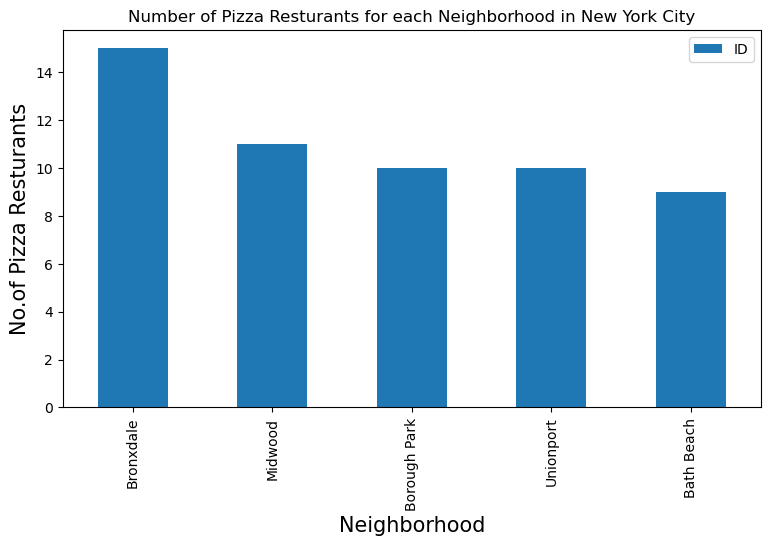 Number of Pizza Resturants for each Neighborhood in New York City
ID
No.of Pizza Resturants
14
12
10
8
6
4
2
0
Bronxdale
Midwood
Borough Park
Unionport
Bath Beach
Neighborhood